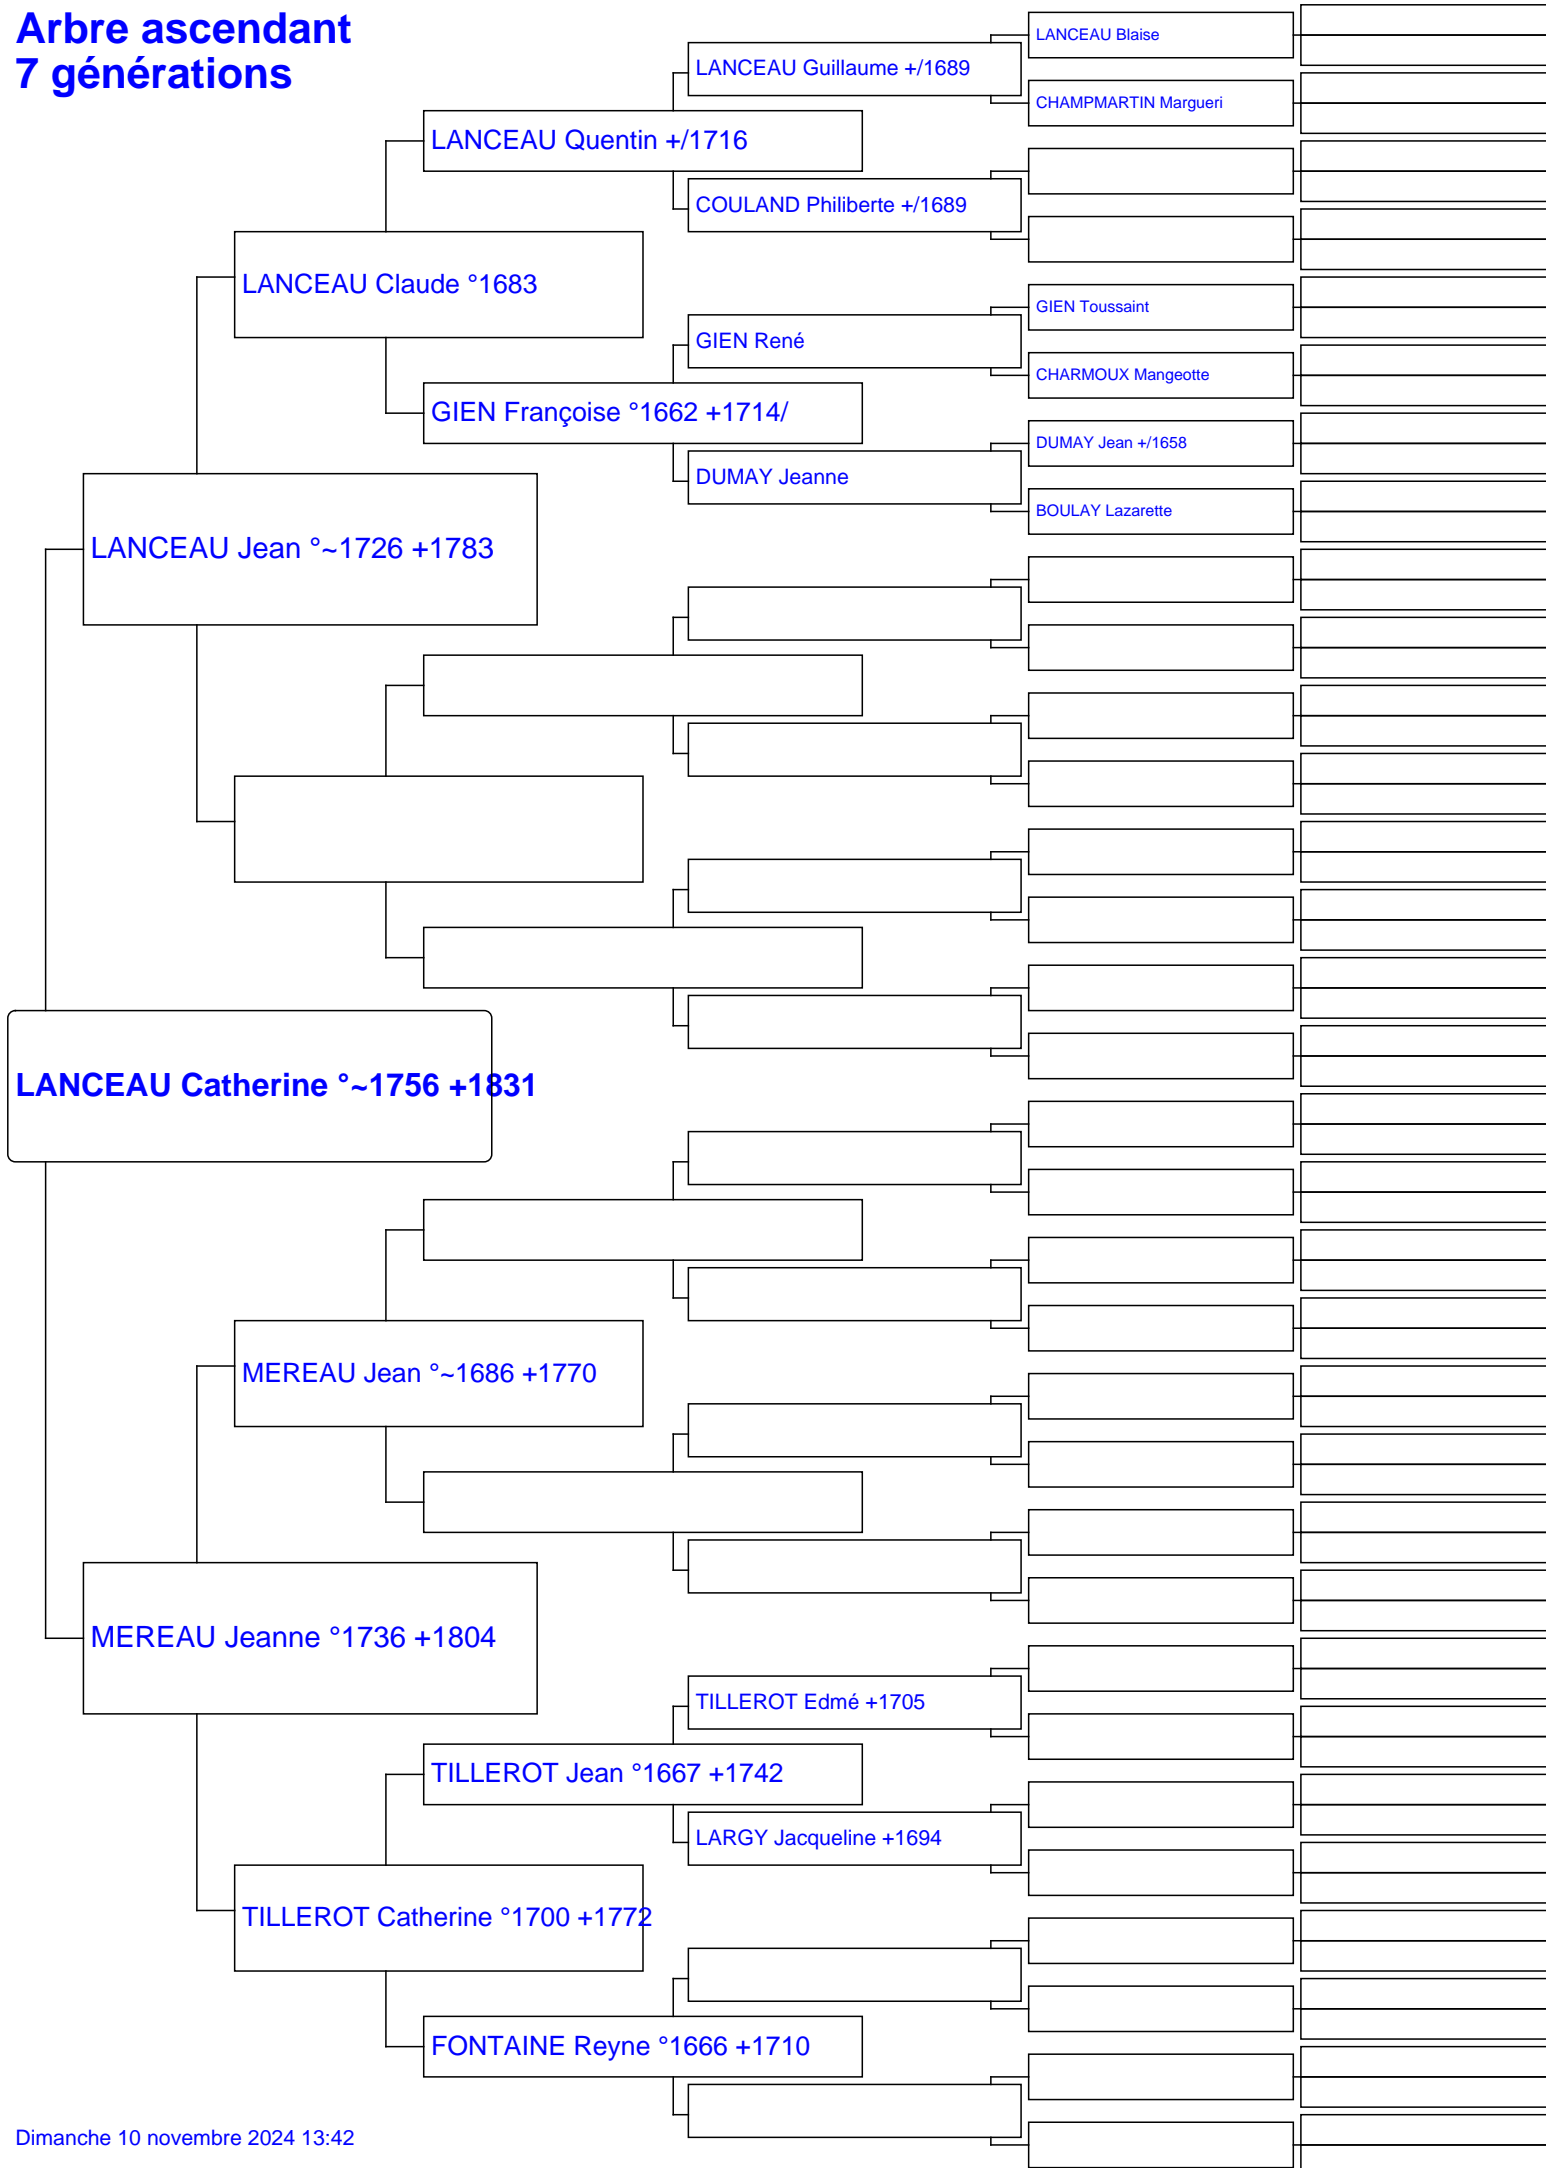 Arbre ascendant
7 générations
LANCEAU Blaise
LANCEAU Guillaume +/1689
CHAMPMARTIN Margueri
LANCEAU Quentin +/1716
COULAND Philiberte +/1689
LANCEAU Claude °1683
GIEN Toussaint
GIEN René
CHARMOUX Mangeotte
GIEN Françoise °1662 +1714/
DUMAY Jean +/1658
DUMAY Jeanne
BOULAY Lazarette
LANCEAU Jean °~1726 +1783
LANCEAU Catherine °~1756 +1831
MEREAU Jean °~1686 +1770
MEREAU Jeanne °1736 +1804
TILLEROT Edmé +1705
TILLEROT Jean °1667 +1742
LARGY Jacqueline +1694
TILLEROT Catherine °1700 +1772
FONTAINE Reyne °1666 +1710
Dimanche 10 novembre 2024 13:42